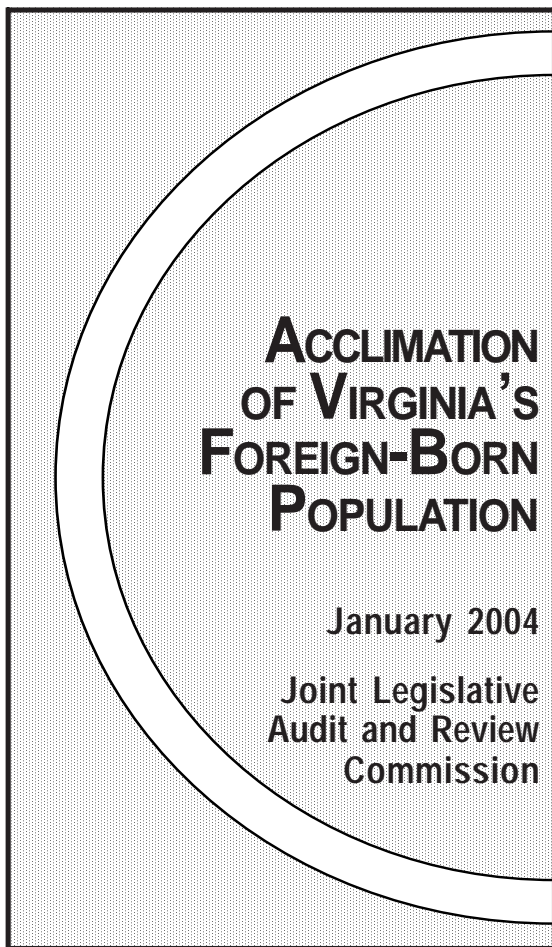 ACCLIMATION
OF VIRGINIA'S
FOREIGN-BORN
POPULATION
January 2004
Joint Legislative
Audit and Review
Commission